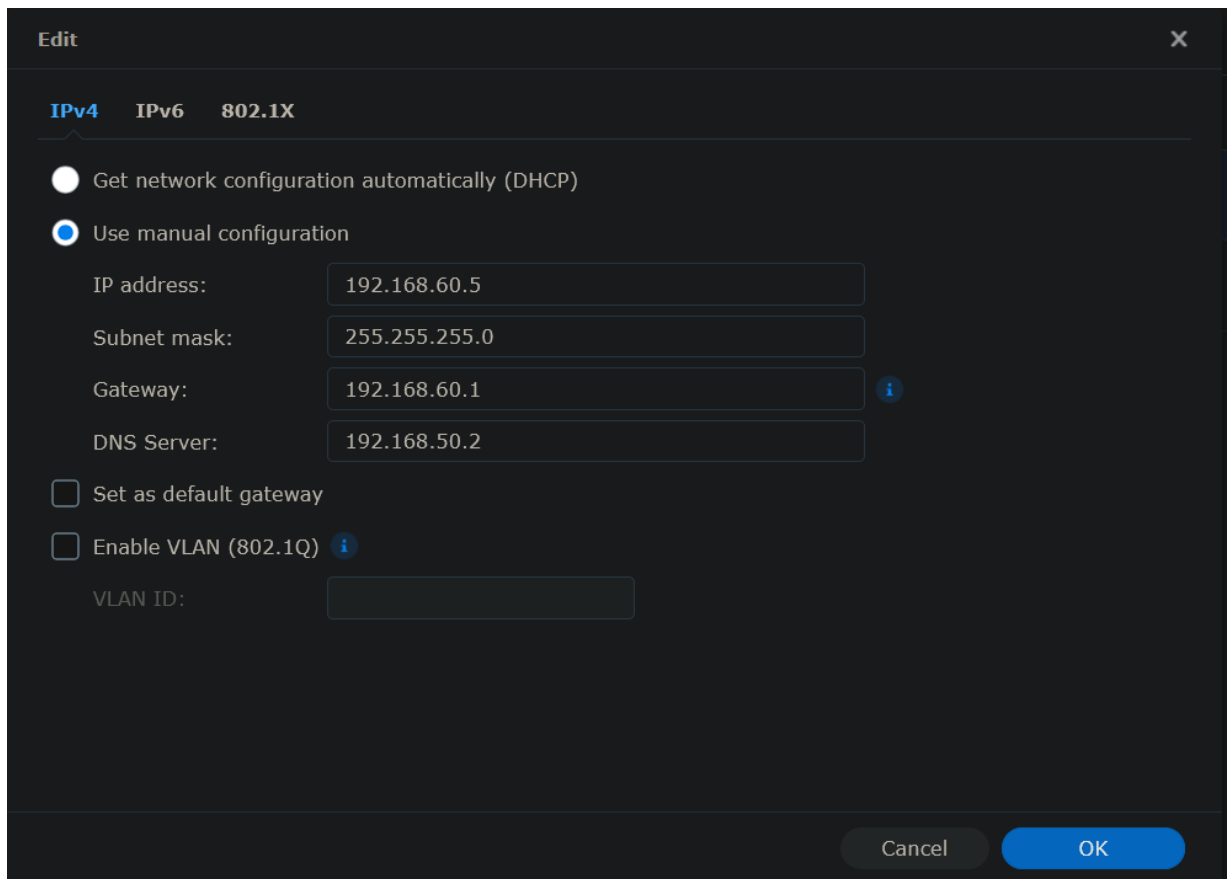 Edit
IPv4 IPv6 802.1X
Get network configuration automatically (DHCP)
Use manual configuration
IP address: 192.168.60.5
Subnet mask: 255.255.255.0
Gateway: 192.168.60.1
DNS Server: 192.168.50.2
Set as default gateway
Enable VLAN (802.1Q)
VLAN ID:
Cancel OK